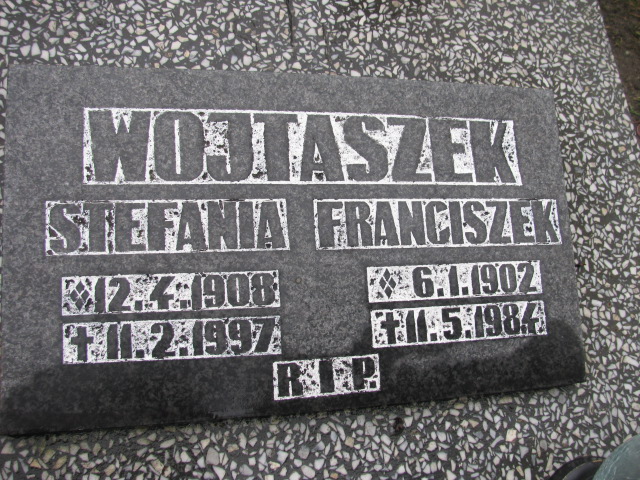 WOJTASZEK
STEFANIA FRANCISZEK
12.4.1908 6.1.1902
†11.2.1997 †11.5.1984
R I P.